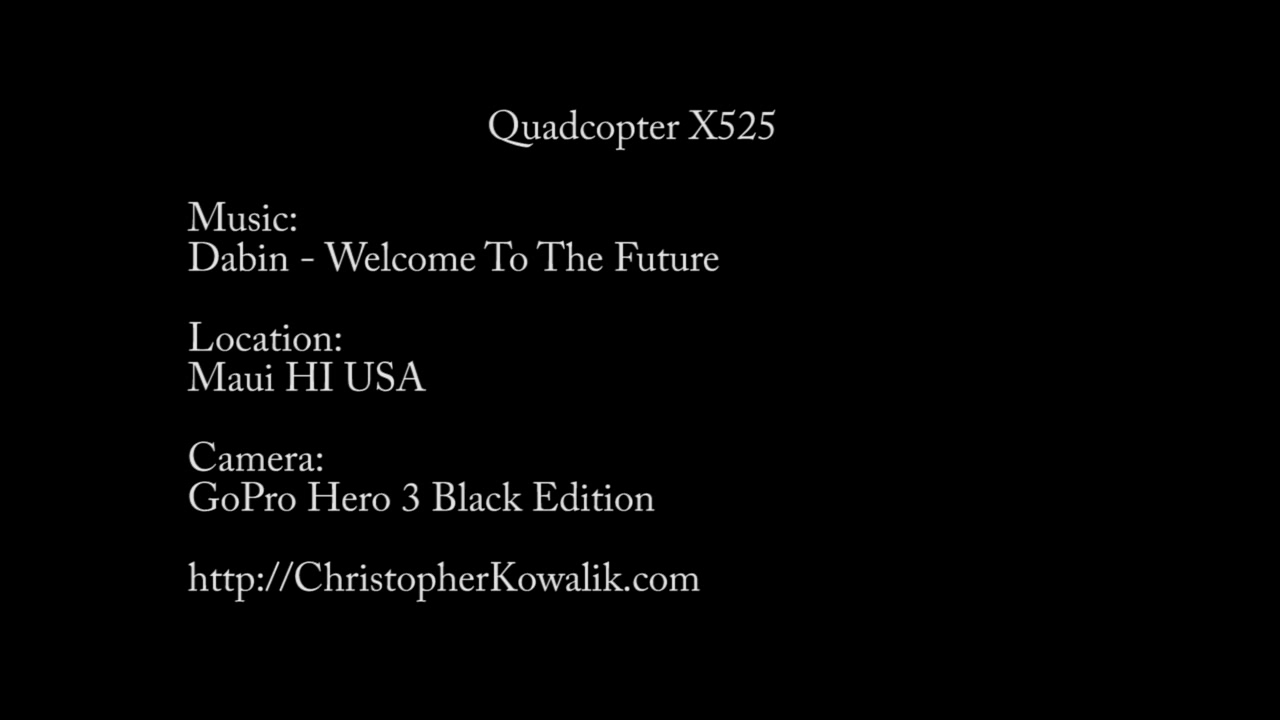 Quadcopter X525
Music:
Dabin - Welcome To The Future
Location:
Maui HI USA
Camera:
GoPro Hero 3 Black Edition
http://ChristopherKowalik.com